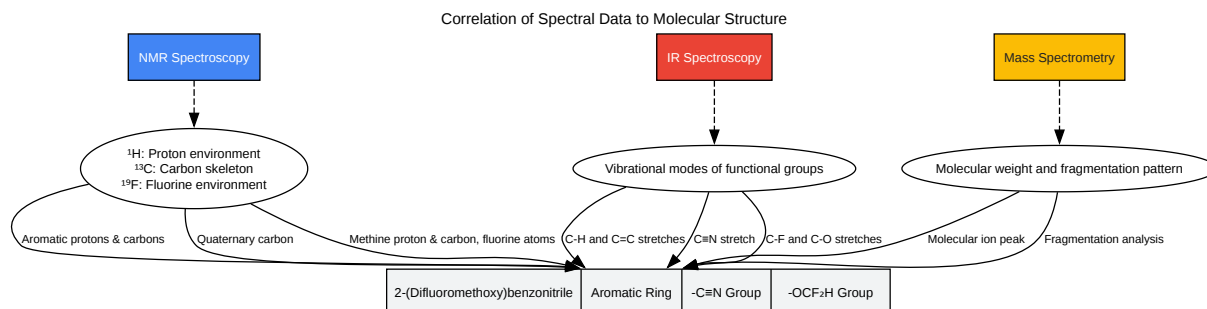 Correlation of Spectral Data to Molecular Structure
NMR Spectroscopy
IR Spectroscopy
Mass Spectrometry
¹H: Proton environment
¹³C: Carbon skeleton
¹⁹F: Fluorine environment
Vibrational modes of functional groups
Molecular weight and fragmentation pattern
Aromatic protons & carbons
Quaternary carbon
Methine proton & carbon, fluorine atoms
C-H and C=C stretches
C≡N stretch
C-F and C-O stretches
Molecular ion peak
Fragmentation analysis
2-(Difluoromethoxy)benzonitrile
Aromatic Ring
-C≡N Group
-OCF₂H Group